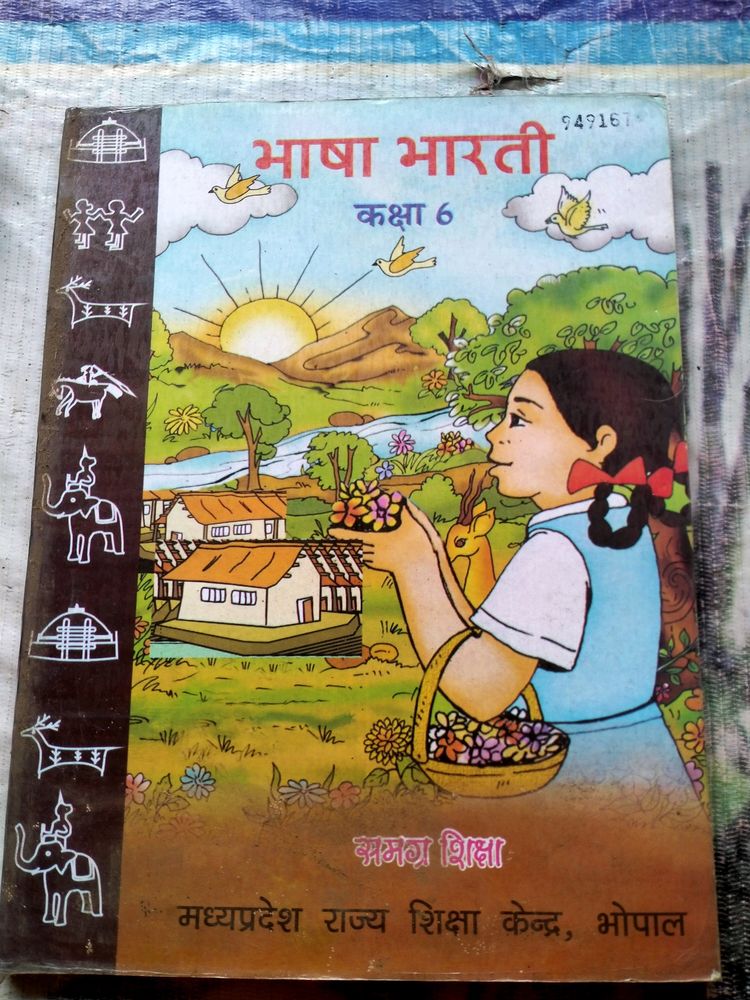 949167
भाषा भारती
कक्षा 6
समग्र शिक्षा
मध्यप्रदेश राज्य शिक्षा केन्द्र, भोपाल